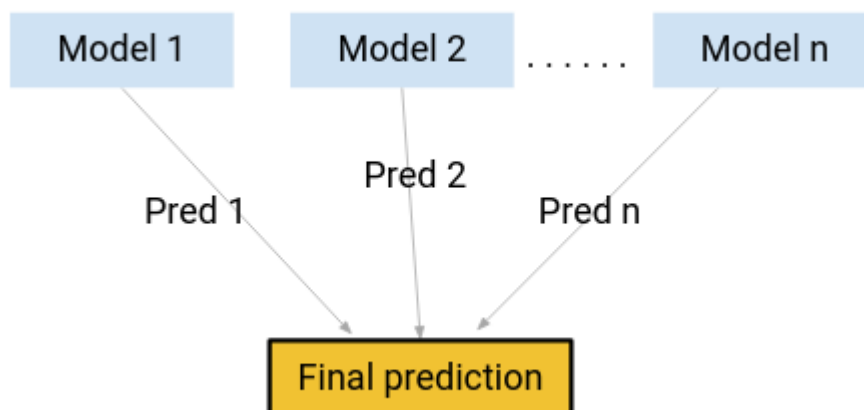 Model 1
Model 2
. . . . . .
Model n
Pred 1
Pred 2
Pred n
Final prediction